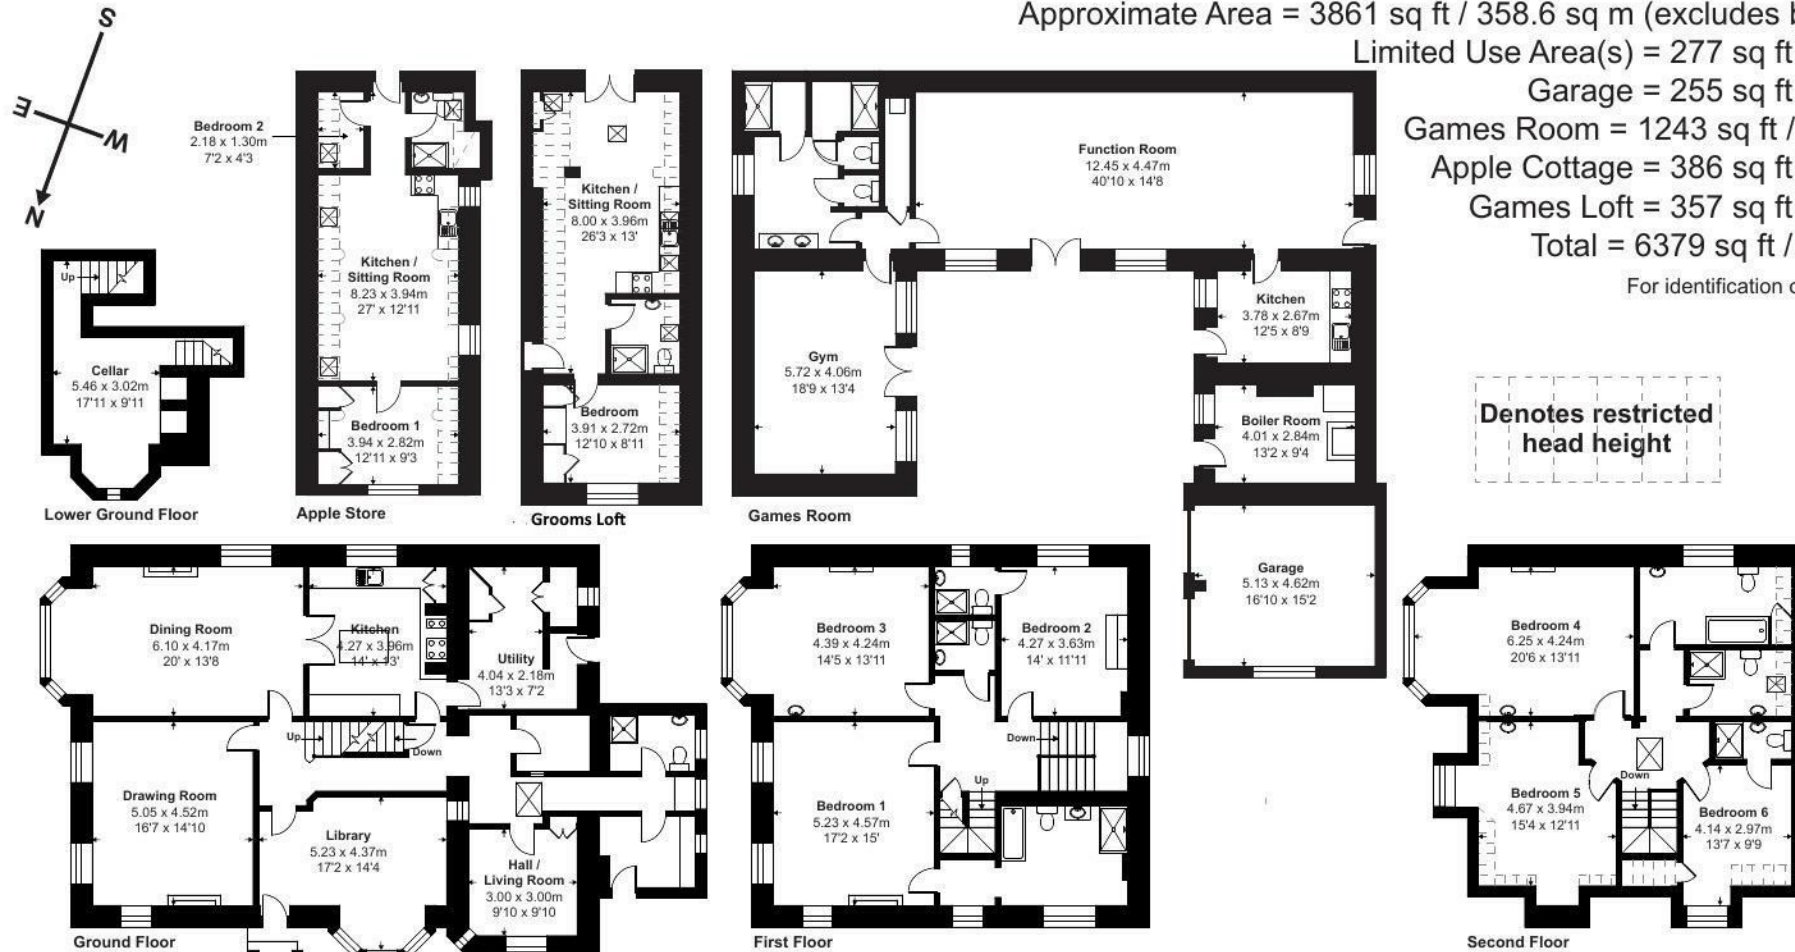 Approximate Area = 3861 sq ft / 358.6 sq m (excludes
Limited Use Area(s) = 277 sq ft
Garage = 255 sq ft
Games Room = 1243 sq ft /
Apple Cottage = 386 sq ft
Games Loft = 357 sq ft
Total = 6379 sq ft /
For identification
S
E
W
N
Up
Cellar
5.46 x 3.02m
17'11 x 9'11
Lower Ground Floor
Bedroom 2
2.18 x 1.30m
7'2 x 4'3
Kitchen /
Sitting Room
8.23 x 3.94m
27' x 12'11
Bedroom 1
3.94 x 2.82m
12'11 x 9'3
Apple Store
Kitchen /
Sitting Room
8.00 x 3.96m
26'3 x 13'
Bedroom
3.91 x 2.72m
12'10 x 8'11
Grooms Loft
Function Room
12.45 x 4.47m
40'10 x 14'8
Gym
5.72 x 4.06m
18'9 x 13'4
Kitchen
3.78 x 2.67m
12'5 x 8'9
Boiler Room
4.01 x 2.84m
13'2 x 9'4
Games Room
Garage
5.13 x 4.62m
16'10 x 15'2
Denotes restricted
head height
Dining Room
6.10 x 4.17m
20' x 13'8
Kitchen
4.27 x 3.96m
14' x 13'
Utility
4.04 x 2.18m
13'3 x 7'2
Up
Down
Drawing Room
5.05 x 4.52m
16'7 x 14'10
Library
5.23 x 4.37m
17'2 x 14'4
Hall /
Living Room
3.00 x 3.00m
9'10 x 9'10
Ground Floor
Bedroom 3
4.39 x 4.24m
14'5 x 13'11
Bedroom 2
4.27 x 3.63m
14' x 11'11
Down
Up
Bedroom 1
5.23 x 4.57m
17'2 x 15'
First Floor
Bedroom 4
6.25 x 4.24m
20'6 x 13'11
Down
Bedroom 5
4.67 x 3.94m
15'4 x 12'11
Bedroom 6
4.14 x 2.97m
13'7 x 9'9
Second Floor